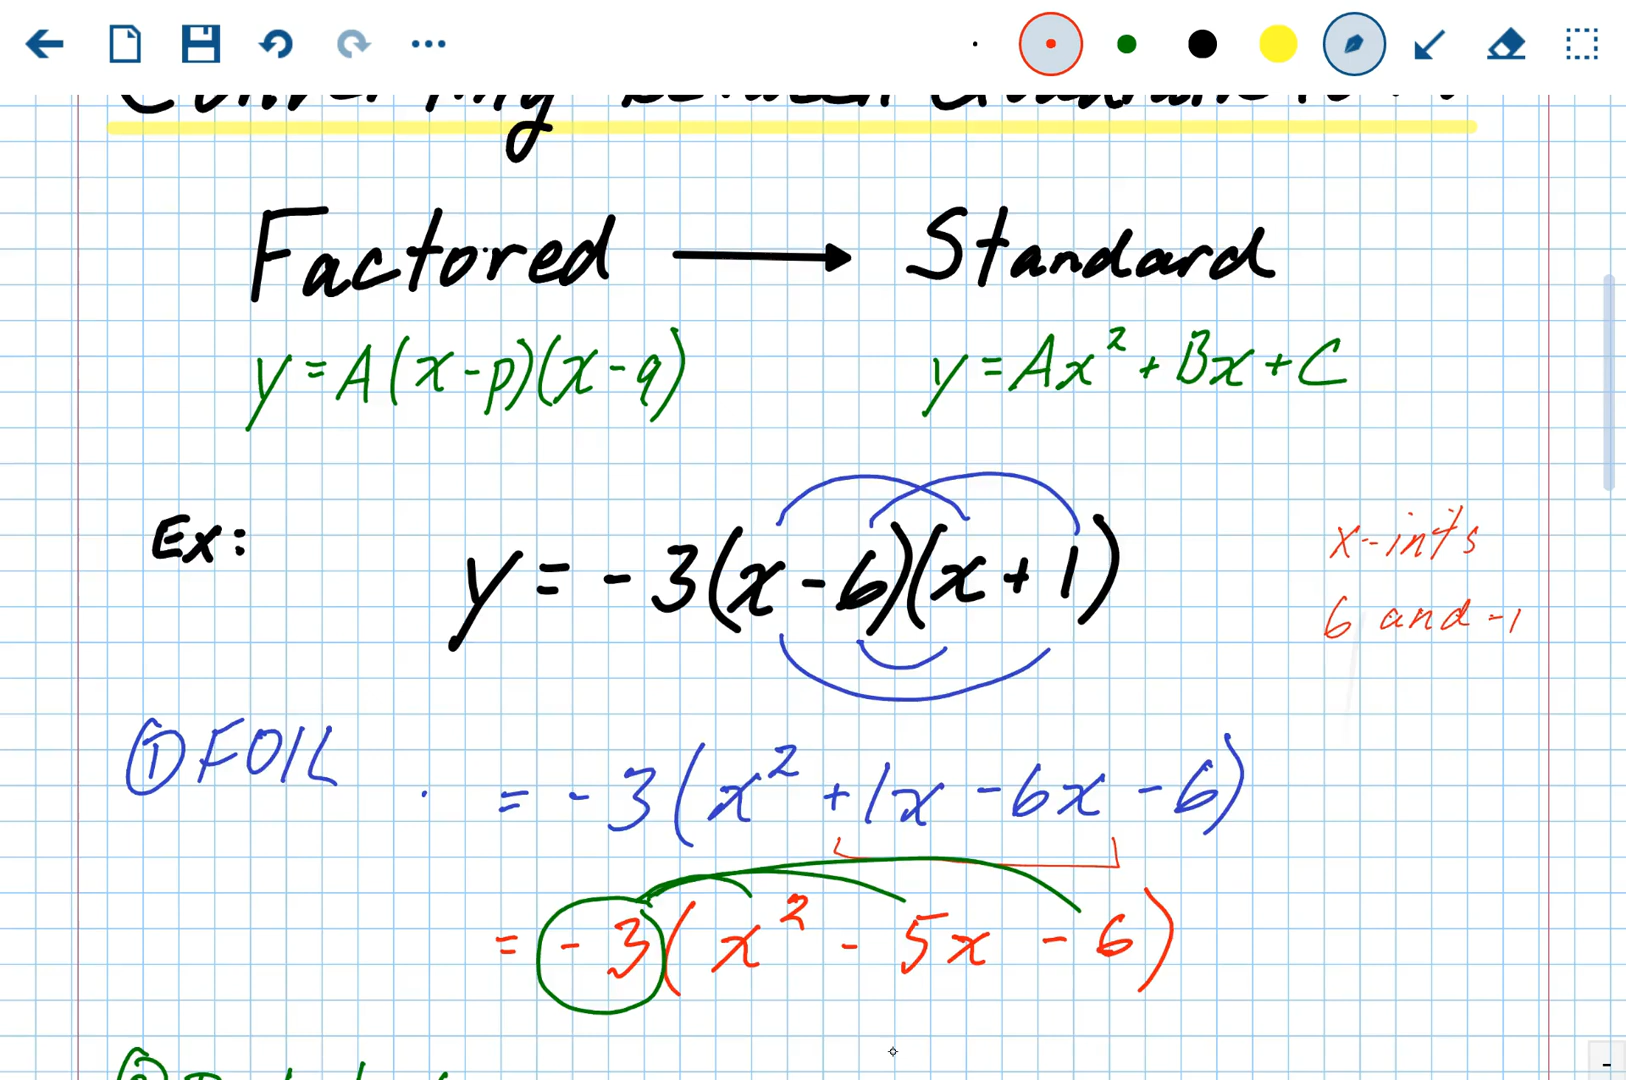 Factored → Standard
y = A(x-p)(x-q) y = Ax² + Bx + C
Ex: y = -3(x-6)(x+1)
x-int's
6 and -1
① FOIL = -3(x² +1x -6x -6)
= -3(x² - 5x - 6)